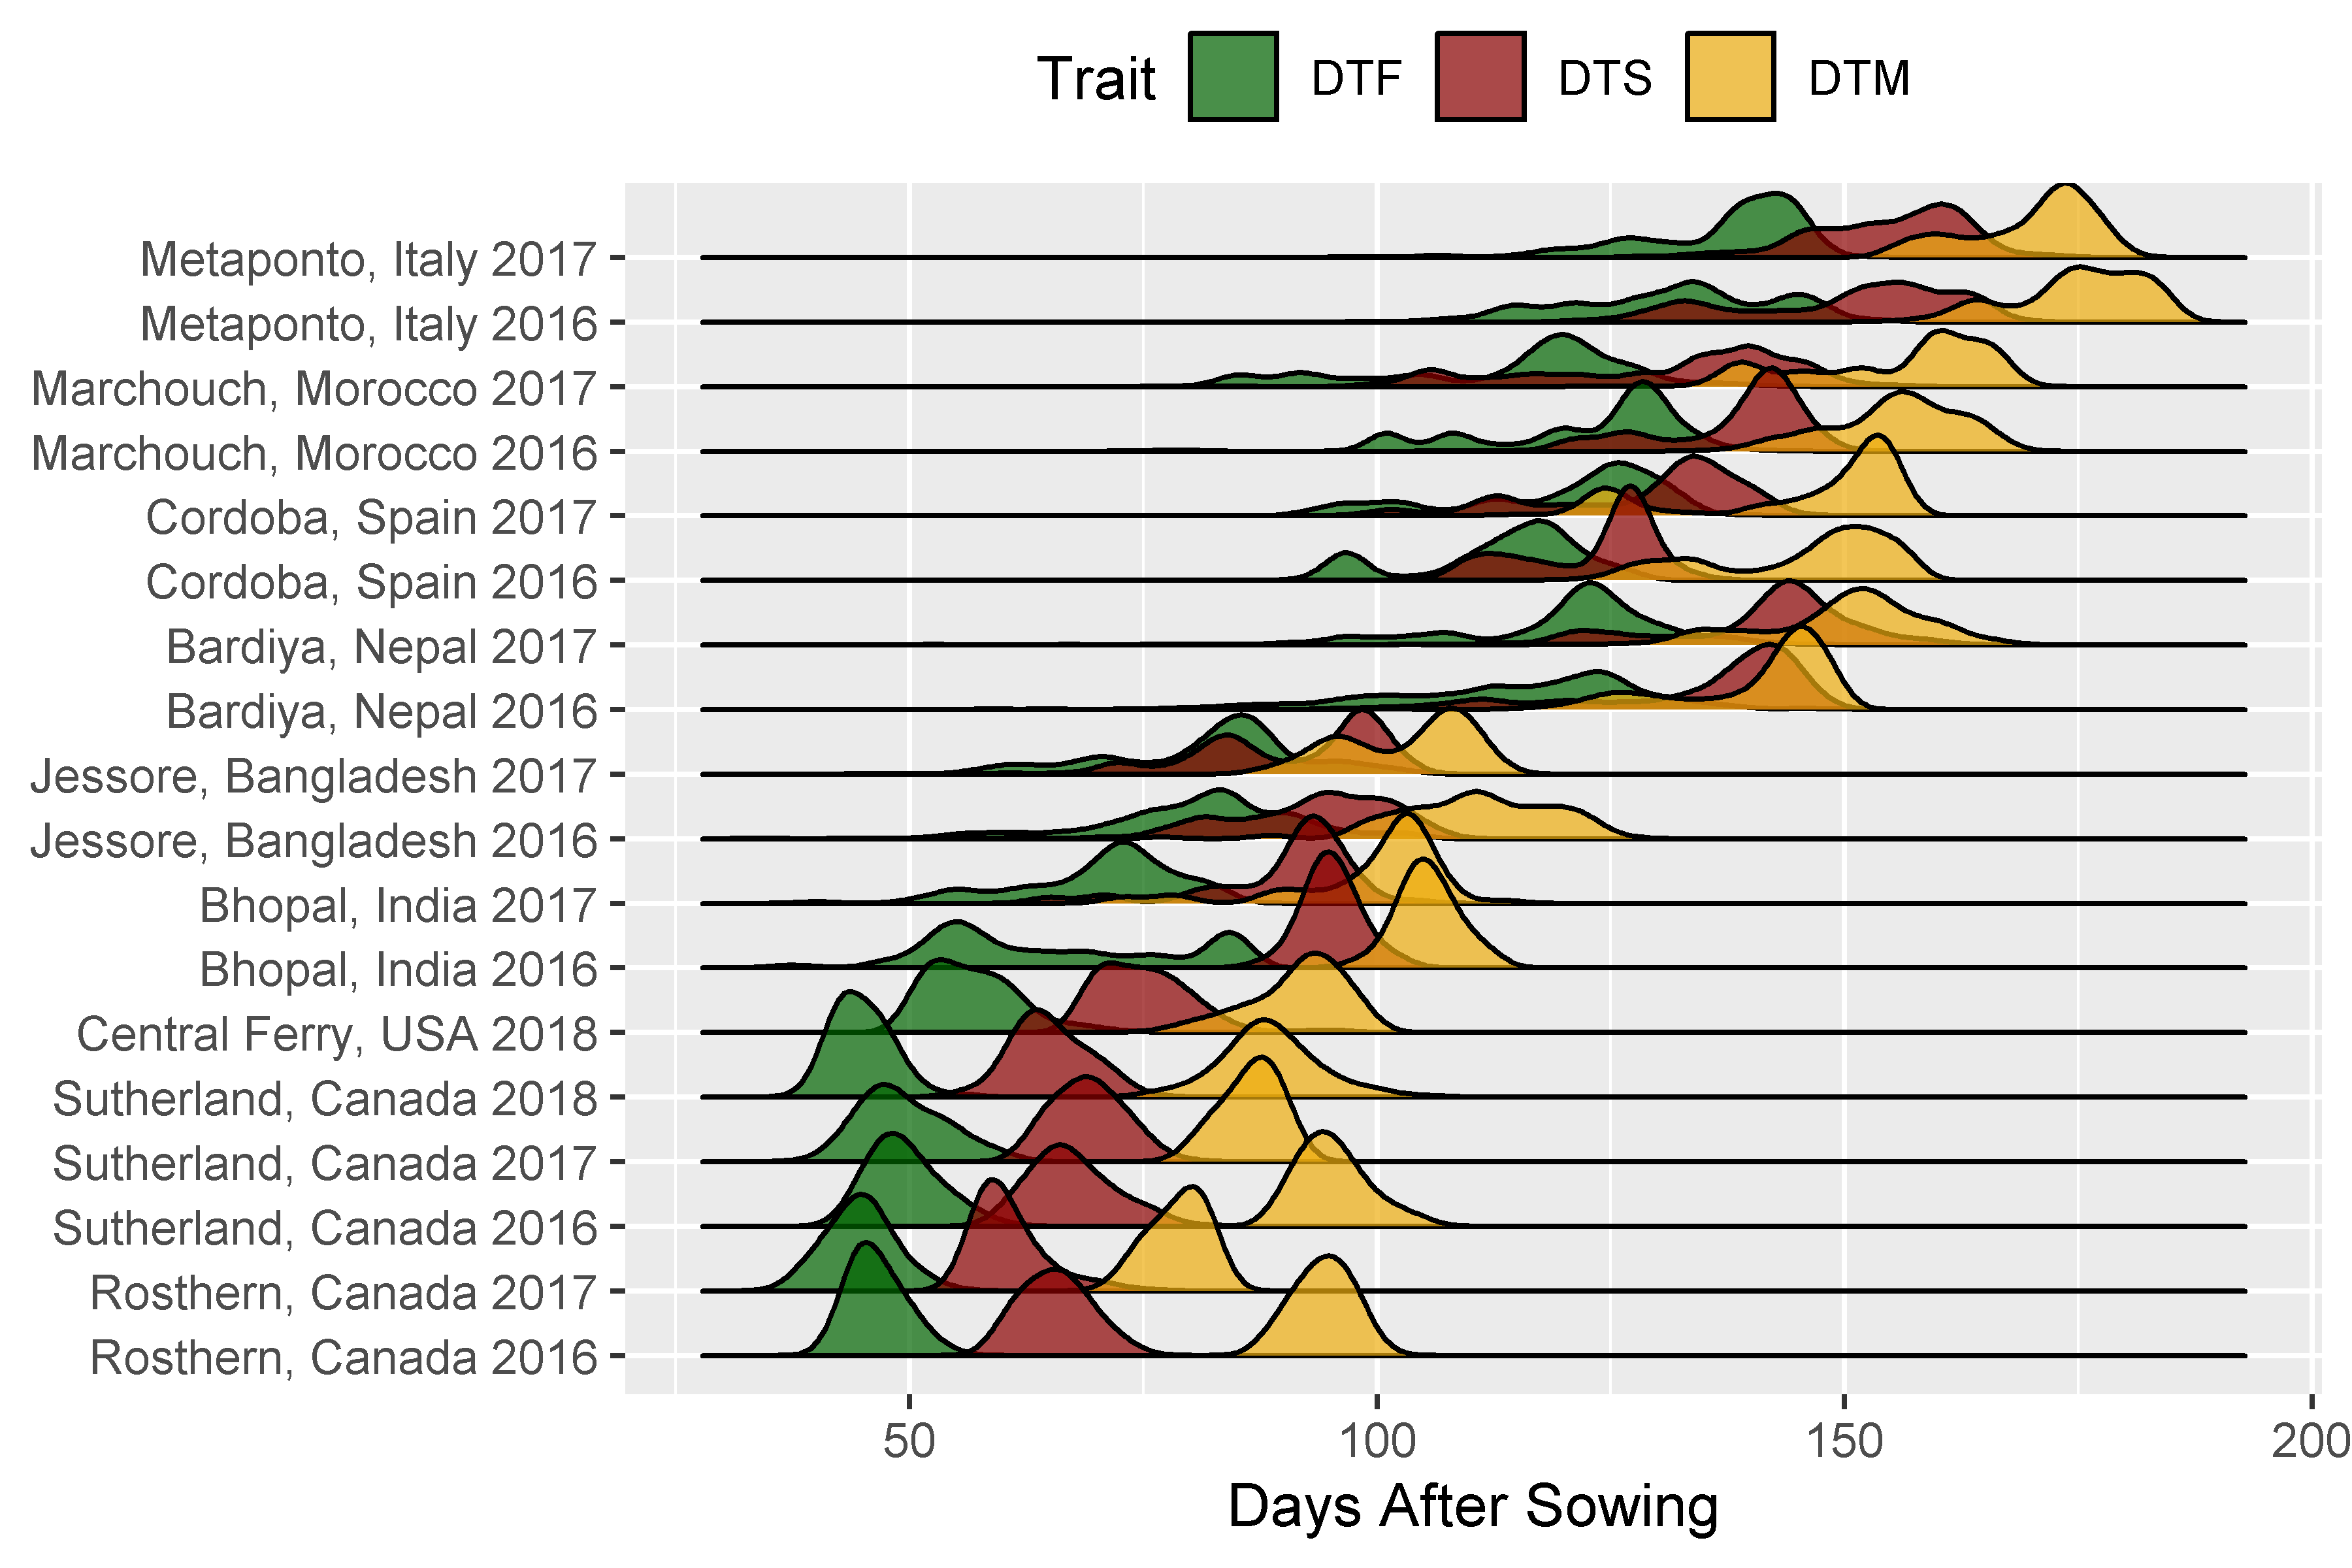 Trait DTF DTS DTM
Metaponto, Italy 2017
Metaponto, Italy 2016
Marchouch, Morocco 2017
Marchouch, Morocco 2016
Cordoba, Spain 2017
Cordoba, Spain 2016
Bardiya, Nepal 2017
Bardiya, Nepal 2016
Jessore, Bangladesh 2017
Jessore, Bangladesh 2016
Bhopal, India 2017
Bhopal, India 2016
Central Ferry, USA 2018
Sutherland, Canada 2018
Sutherland, Canada 2017
Sutherland, Canada 2016
Rosthern, Canada 2017
Rosthern, Canada 2016
50 100 150 200
Days After Sowing